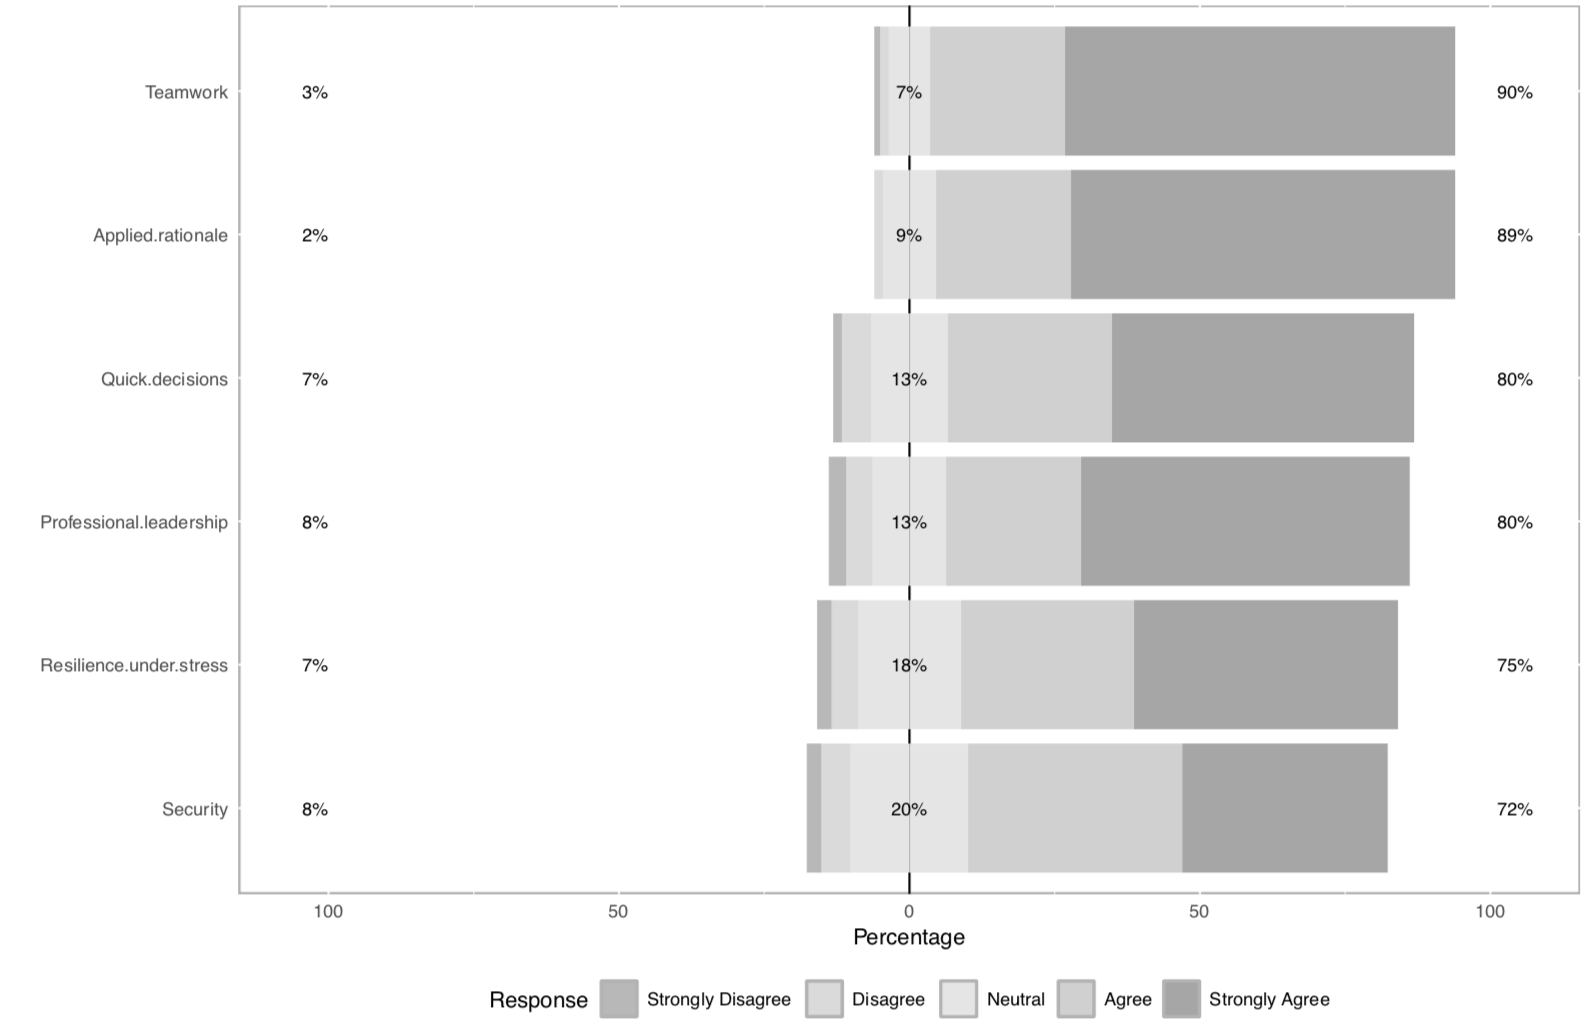 Teamwork 3% 7% 90%
Applied.rationale 2% 9% 89%
Quick.decisions 7% 13% 80%
Professional.leadership 8% 13% 80%
Resilience.under.stress 7% 18% 75%
Security 8% 20% 72%
100 50 0 50 100
Percentage
Response Strongly Disagree Disagree Neutral Agree Strongly Agree